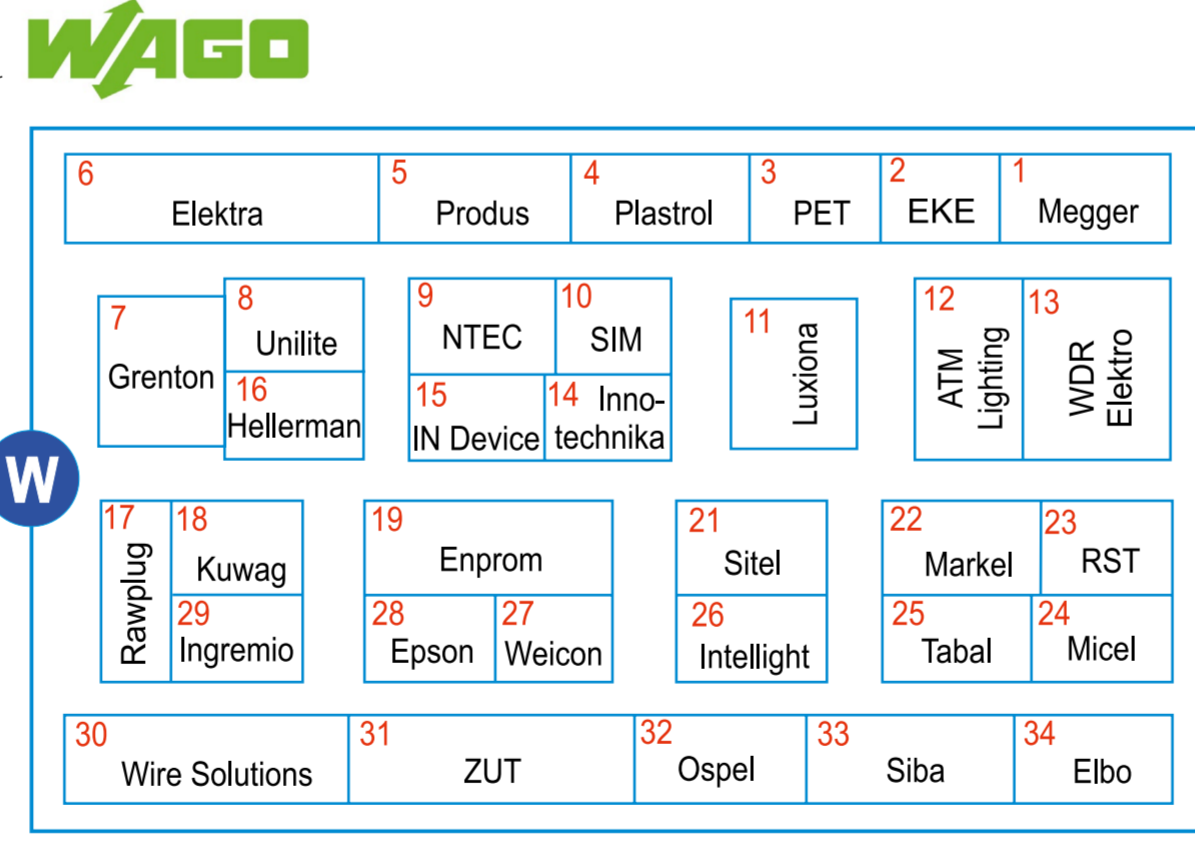 WAGO
6
Elektra
5
Produs
4
Plastrol
3
PET
2
EKE
1
Megger
7
Grenton
8
Unilite
16
Hellerman
9
NTEC
10
SIM
15
IN Device
14 Inno-
technika
11
Luxiona
12
ATM
Lighting
13
WDR
Elektro
W
17
Rawplug
18
Kuwag
29
Ingremio
19
Enprom
28
Epson
27
Weicon
21
Sitel
26
Intellight
22
Markel
23
RST
25
Tabal
24
Micel
30
Wire Solutions
31
ZUT
32
Ospel
33
Siba
34
Elbo